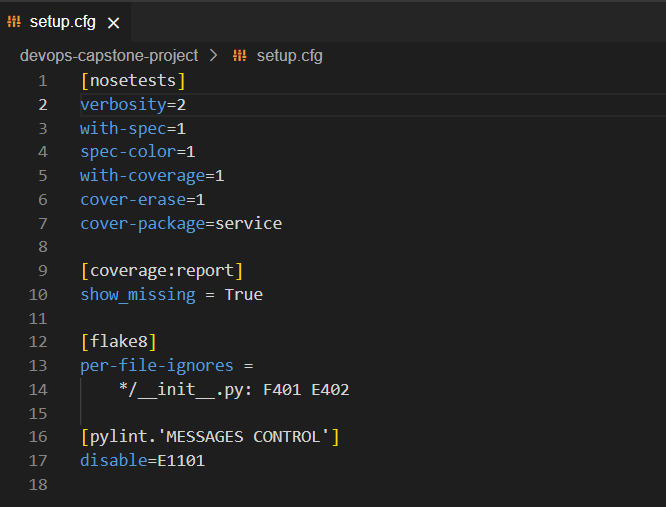 setup.cfg
devops-capstone-project > setup.cfg
1 [nosetests]
2 verbosity=2
3 with-spec=1
4 spec-color=1
5 with-coverage=1
6 cover-erase=1
7 cover-package=service
8
9 [coverage:report]
10 show_missing = True
11
12 [flake8]
13 per-file-ignores =
14     */__init__.py: F401 E402
15
16 [pylint.'MESSAGES CONTROL']
17 disable=E1101
18